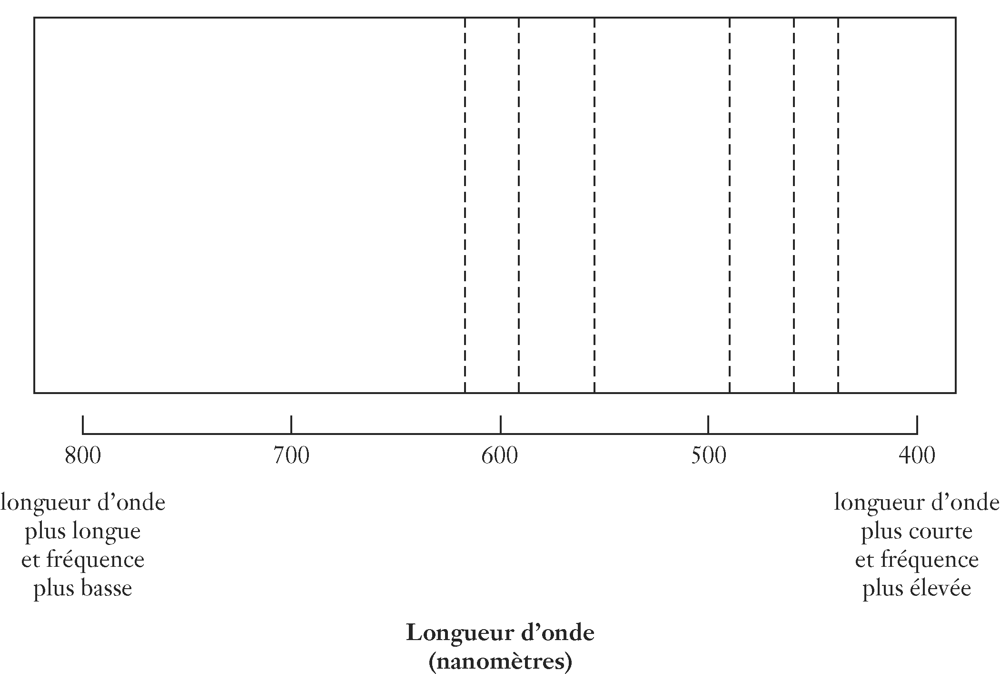 800 700 600 500 400
longueur d’onde
plus longue
et fréquence
plus basse
longueur d’onde
plus courte
et fréquence
plus élevée
Longueur d’onde
(nanomètres)